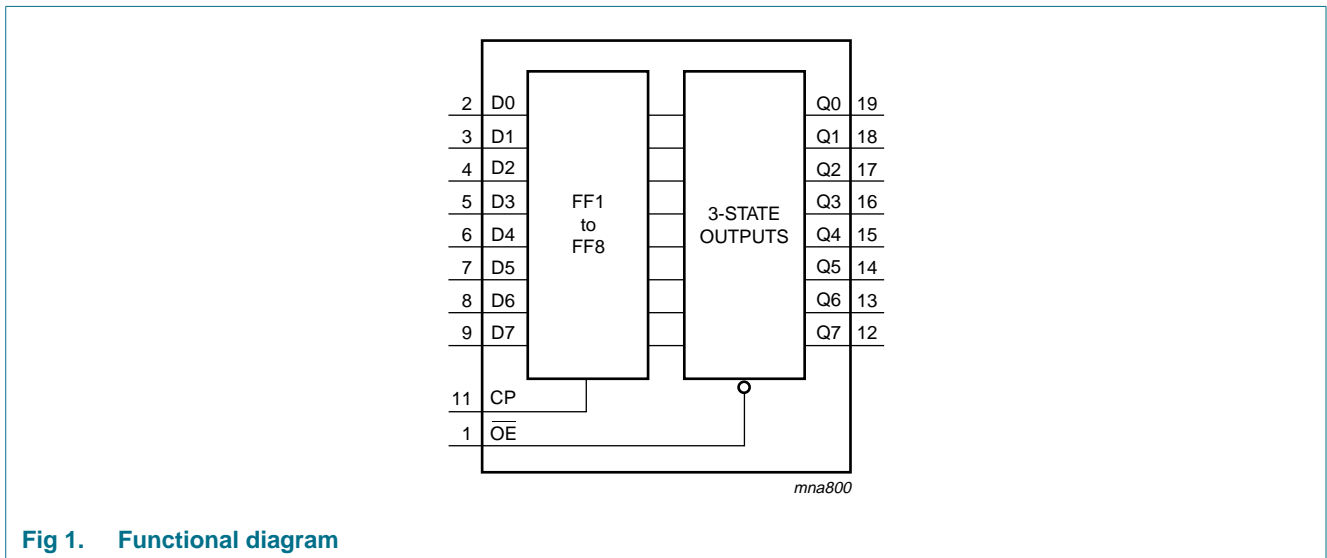 2 D0 Q0 19
3 D1 Q1 18
4 D2 Q2 17
5 D3 FF1 Q3 16
to 3-STATE
6 D4 FF8 OUTPUTS Q4 15
7 D5 Q5 14
8 D6 Q6 13
9 D7 Q7 12
11 CP
1 O̅E̅
mna800
Fig 1. Functional diagram